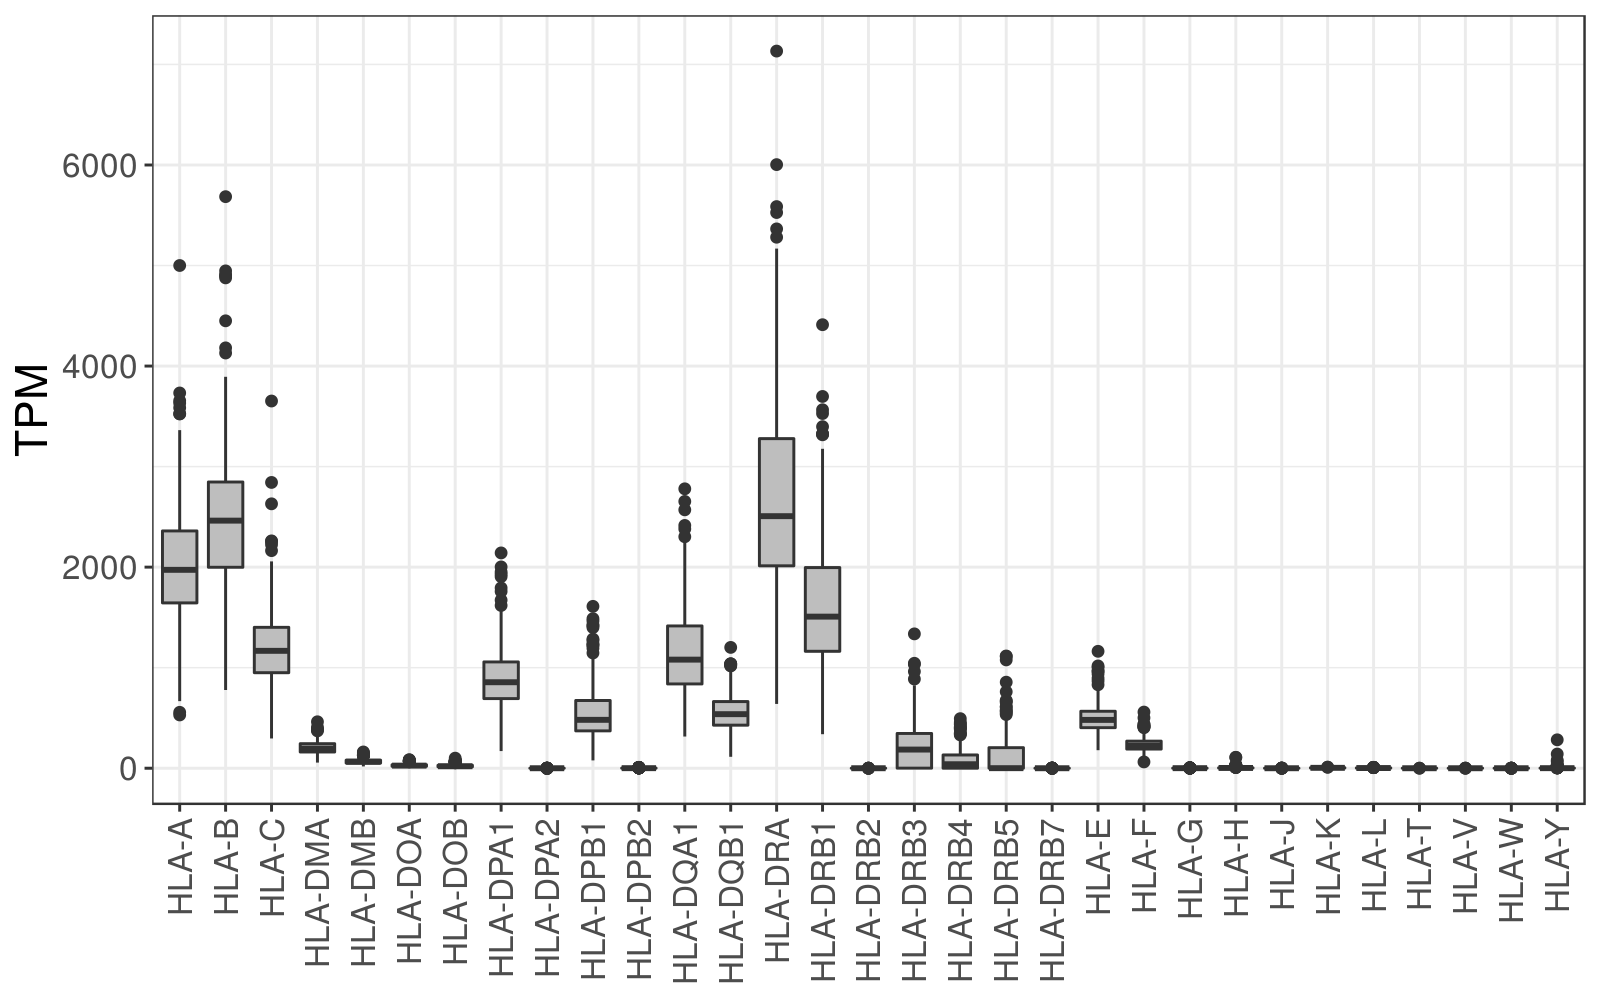 TPM
6000
4000
2000
0
HLA-A
HLA-B
HLA-C
HLA-DMA
HLA-DMB
HLA-DOA
HLA-DOB
HLA-DPA1
HLA-DPA2
HLA-DPB1
HLA-DPB2
HLA-DQA1
HLA-DQB1
HLA-DRA
HLA-DRB1
HLA-DRB2
HLA-DRB3
HLA-DRB4
HLA-DRB5
HLA-DRB7
HLA-E
HLA-F
HLA-G
HLA-H
HLA-J
HLA-K
HLA-L
HLA-T
HLA-V
HLA-W
HLA-Y